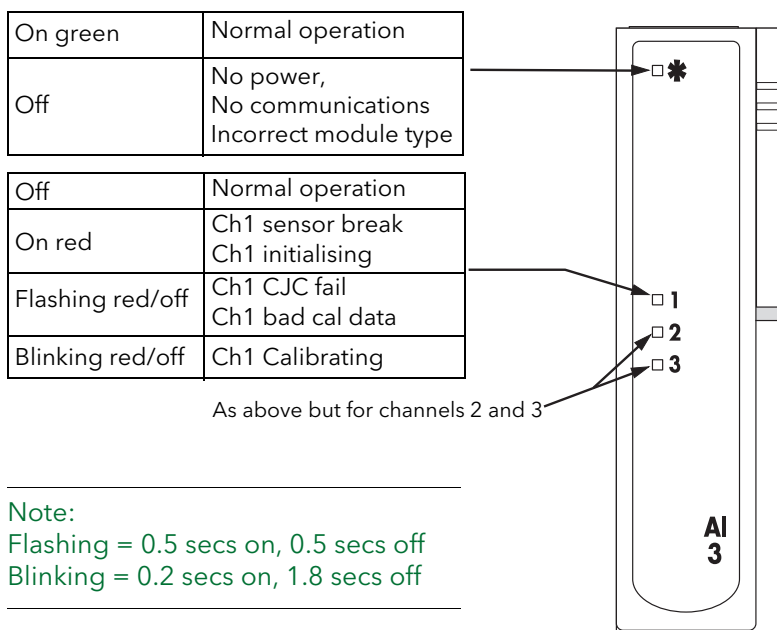 On green Normal operation
Off No power,
No communications
Incorrect module type
Off Normal operation
On red Ch1 sensor break
Ch1 initialising
Flashing red/off Ch1 CJC fail
Ch1 bad cal data
Blinking red/off Ch1 Calibrating
As above but for channels 2 and 3
Note:
Flashing = 0.5 secs on, 0.5 secs off
Blinking = 0.2 secs on, 1.8 secs off
✱
1
2
3
AI
3